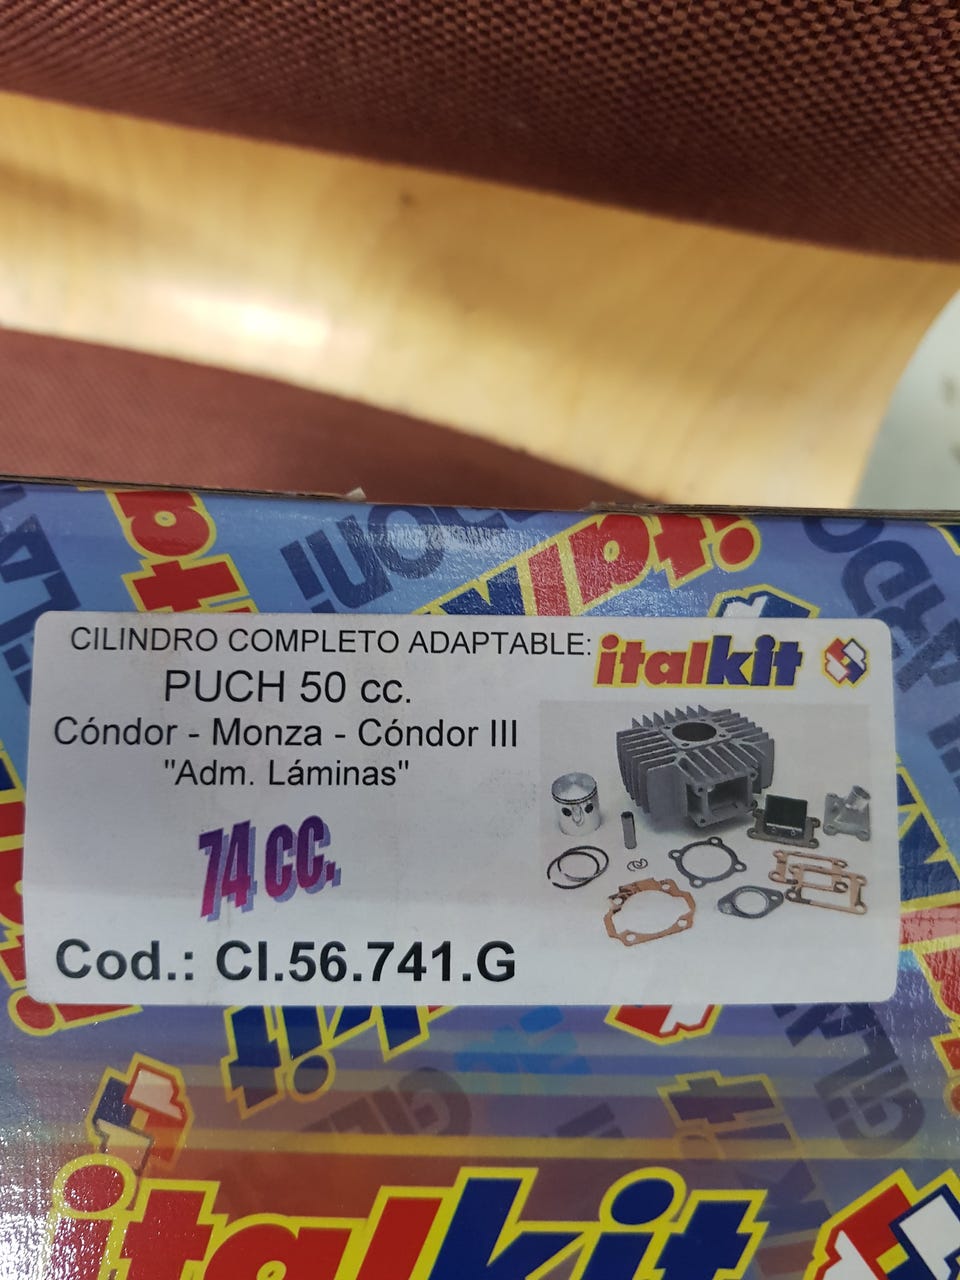 CILINDRO COMPLETO ADAPTABLE:
italkit
PUCH 50 cc.
Cóndor - Monza - Cóndor III
"Adm. Láminas"
74 CC.
Cod.: CI.56.741.G
italkit